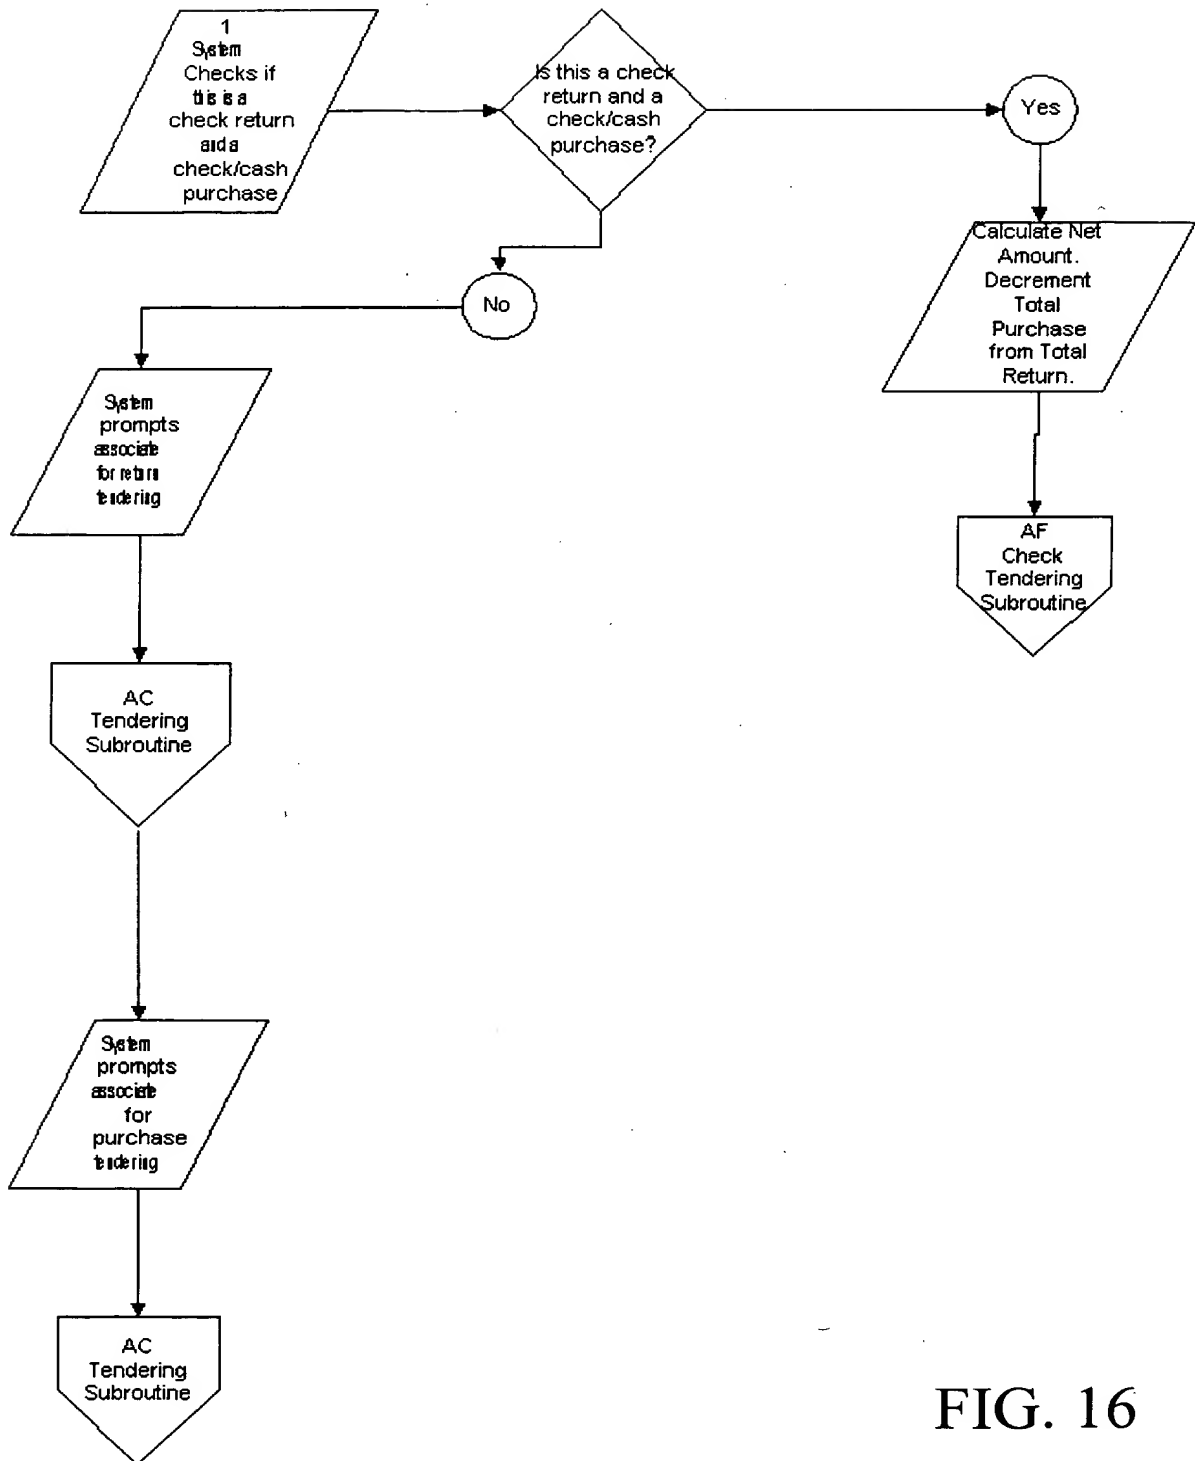 1
System
Checks if
this is a
check return
and a
check/cash
purchase
Is this a check
return and a
check/cash
purchase?
Yes
Calculate Net
Amount.
Decrement
Total
Purchase
from Total
Return.
AF
Check
Tendering
Subroutine
No
System
prompts
associate
for return
tendering
AC
Tendering
Subroutine
System
prompts
associate
for
purchase
tendering
AC
Tendering
Subroutine
FIG. 16